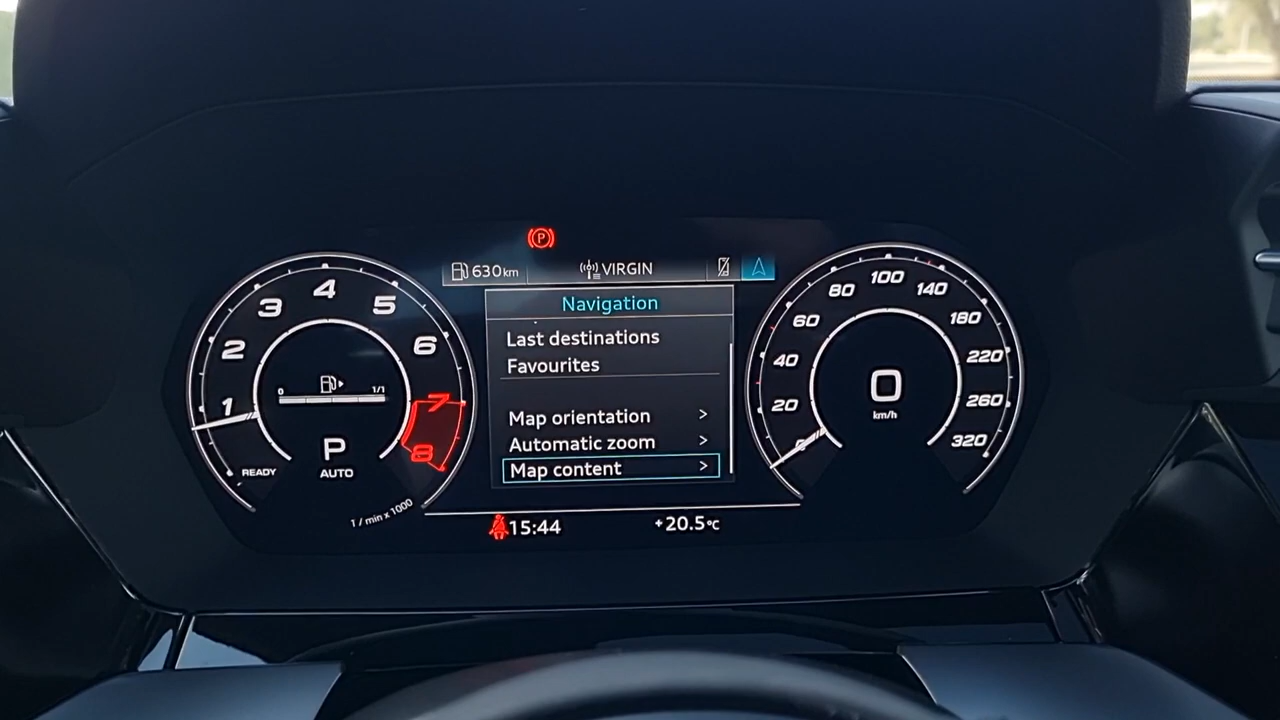 P
630km
VIRGIN
Navigation
Last destinations
Favourites
Map orientation >
Automatic zoom >
Map content >
15:44
+20.5°C
1
2
3
4
5
6
7
8
0
1/1
P
AUTO
READY
1 / min x 1000
0
20
40
60
80
100
140
180
220
260
320
0
km/h